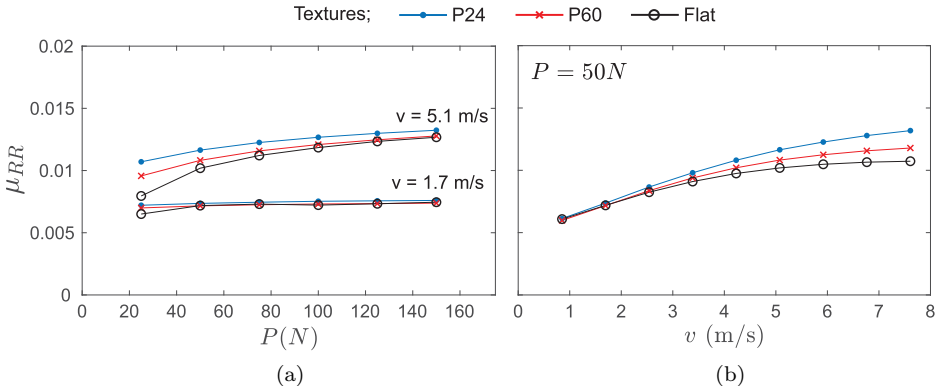 Textures; P24 P60 Flat
0.02
0.015
0.01
0.005
0
μRR
v = 5.1 m/s
v = 1.7 m/s
0 20 40 60 80 100 120 140 160
P(N)
(a)
P = 50N
0 1 2 3 4 5 6 7 8
v (m/s)
(b)